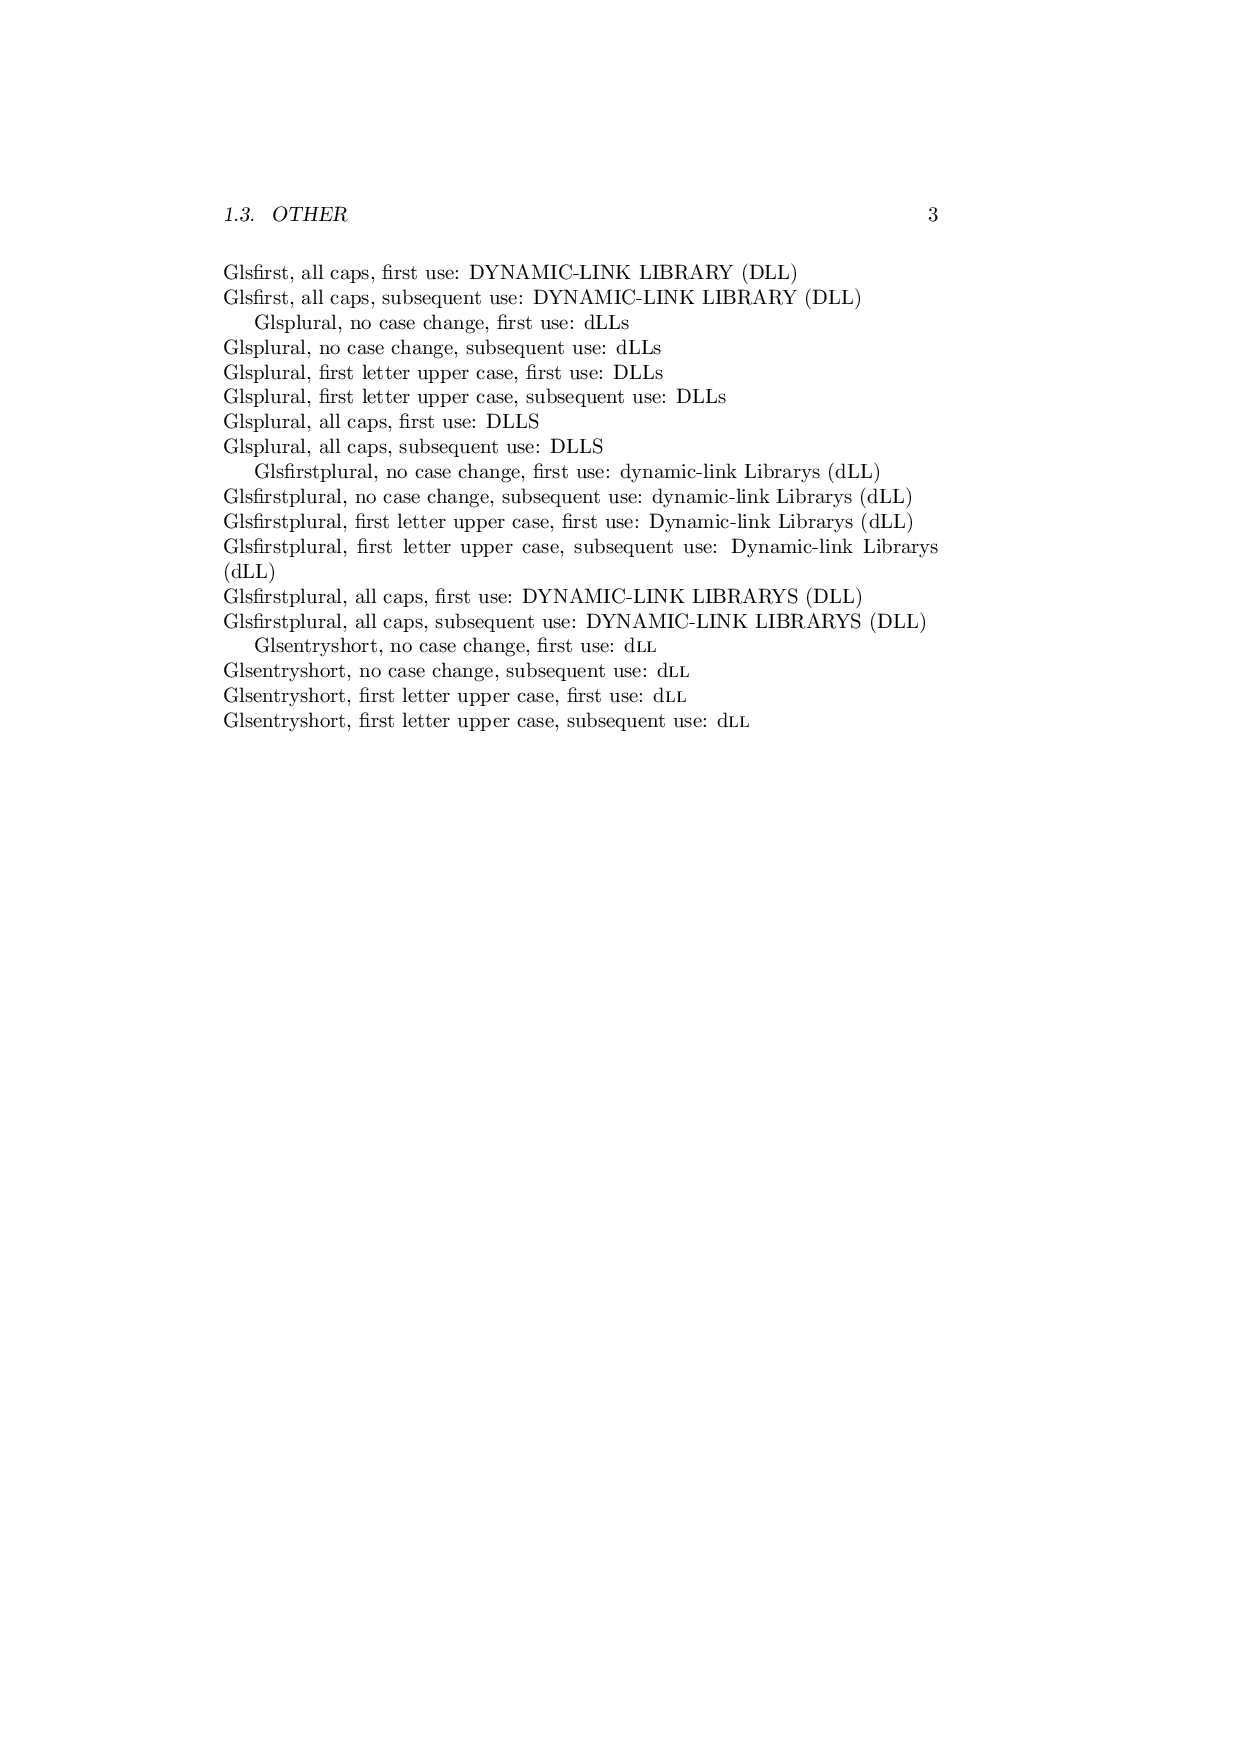 1.3. OTHER 3
Glsfirst, all caps, first use: DYNAMIC-LINK LIBRARY (DLL)
Glsfirst, all caps, subsequent use: DYNAMIC-LINK LIBRARY (DLL)
Glsplural, no case change, first use: dLLs
Glsplural, no case change, subsequent use: dLLs
Glsplural, first letter upper case, first use: DLLs
Glsplural, first letter upper case, subsequent use: DLLs
Glsplural, all caps, first use: DLLS
Glsplural, all caps, subsequent use: DLLS
Glsfirstplural, no case change, first use: dynamic-link Librarys (dLL)
Glsfirstplural, no case change, subsequent use: dynamic-link Librarys (dLL)
Glsfirstplural, first letter upper case, first use: Dynamic-link Librarys (dLL)
Glsfirstplural, first letter upper case, subsequent use: Dynamic-link Librarys
(dLL)
Glsfirstplural, all caps, first use: DYNAMIC-LINK LIBRARYS (DLL)
Glsfirstplural, all caps, subsequent use: DYNAMIC-LINK LIBRARYS (DLL)
Glsentryshort, no case change, first use: dLL
Glsentryshort, no case change, subsequent use: dLL
Glsentryshort, first letter upper case, first use: dLL
Glsentryshort, first letter upper case, subsequent use: dLL